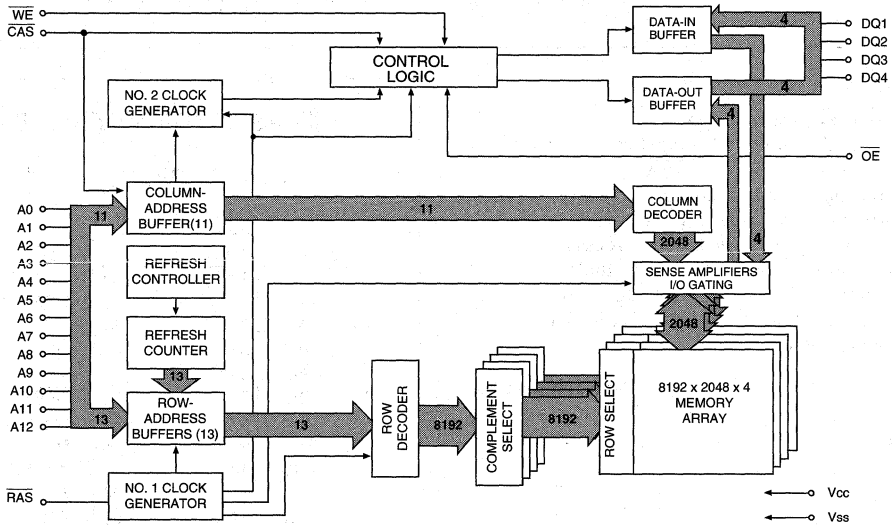 WE
CAS
NO. 2 CLOCK
GENERATOR
CONTROL
LOGIC
DATA-IN
BUFFER
DATA-OUT
BUFFER
4
4
4
4
DQ1
DQ2
DQ3
DQ4
OE
COLUMN-
ADDRESS
BUFFER(11)
11
11
COLUMN
DECODER
2048
SENSE AMPLIFIERS
I/O GATING
2048
A0
A1
A2
A3
A4
A5
A6
A7
A8
A9
A10
A11
A12
REFRESH
CONTROLLER
REFRESH
COUNTER
13
ROW-
ADDRESS
BUFFERS (13)
13
13
ROW
DECODER
8192
COMPLEMENT
SELECT
8192
ROW SELECT
8192 x 2048 x 4
MEMORY
ARRAY
RAS
NO. 1 CLOCK
GENERATOR
Vcc
Vss